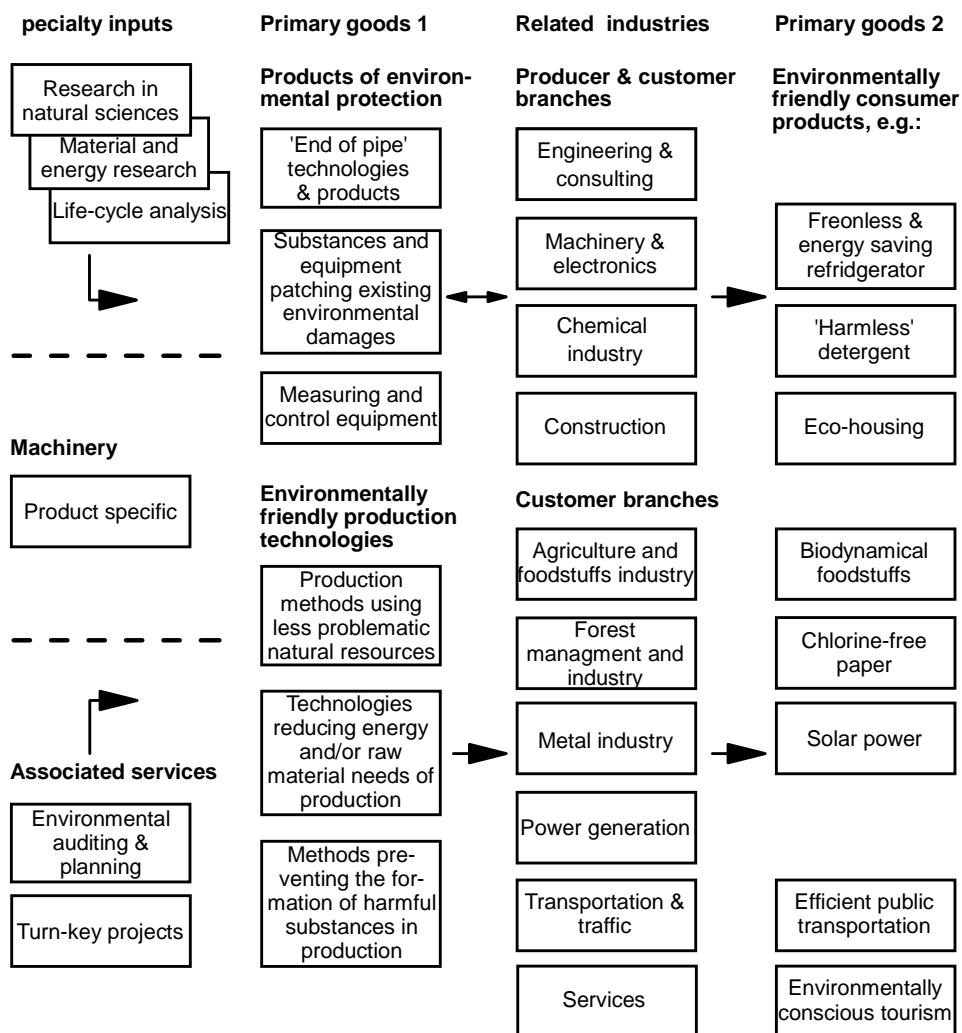 pecialty inputs
Research in
natural sciences
Material and
energy research
Life-cycle analysis
Machinery
Product specific
Associated services
Environmental
auditing &
planning
Turn-key projects
Primary goods 1
Products of environ-
mental protection
'End of pipe'
technologies
& products
Substances and
equipment
patching existing
environmental
damages
Measuring and
control equipment
Environmentally
friendly production
technologies
Production
methods using
less problematic
natural resources
Technologies
reducing energy
and/or raw
material needs of
production
Methods pre-
venting the for-
mation of harmful
substances in
production
Related industries
Producer & customer
branches
Engineering &
consulting
Machinery &
electronics
Chemical
industry
Construction
Customer branches
Agriculture and
foodstuffs industry
Forest
managment and
industry
Metal industry
Power generation
Transportation &
traffic
Services
Primary goods 2
Environmentally
friendly consumer
products, e.g.:
Freonless &
energy saving
refridgerator
'Harmless'
detergent
Eco-housing
Biodynamical
foodstuffs
Chlorine-free
paper
Solar power
Efficient public
transportation
Environmentally
conscious tourism